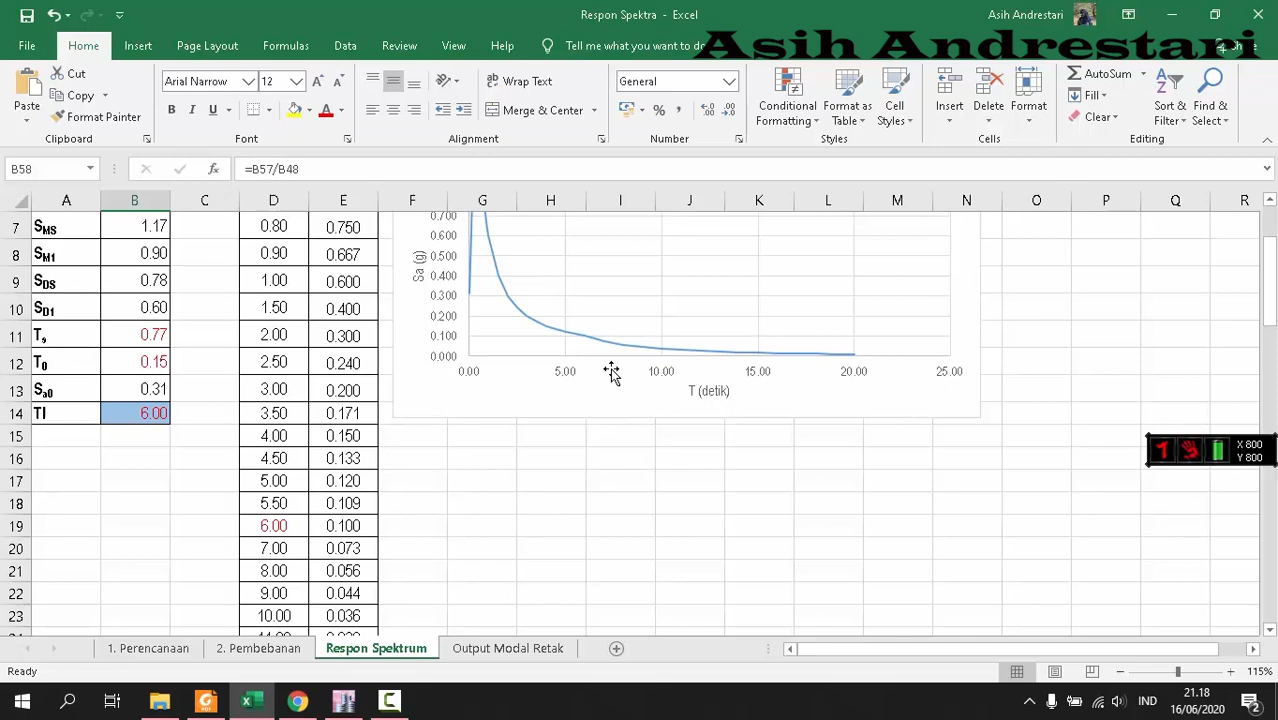 Respon Spektra - Excel
Asih Andrestari
File Home Insert Page Layout Formulas Data Review View Help Tell me what you want to do
Asih Andrestari
Paste
Cut
Copy
Format Painter
Clipboard
Arial Narrow 12
B I U
Font
Wrap Text
Merge & Center
Alignment
General
Number
Conditional Formatting
Format as Table
Cell Styles
Styles
Insert Delete Format
Cells
AutoSum
Fill
Clear
Sort & Filter
Find & Select
Editing
B58 fx =B57/B48
A B C D E F G H I J K L M N O P Q R
7 SMS 1.17 0.80 0.750
8 SM1 0.90 0.90 0.667
9 SDS 0.78 1.00 0.600
10 SD1 0.60 1.50 0.400
11 Ts 0.77 2.00 0.300
12 T0 0.15 2.50 0.240
13 Sa0 0.31 3.00 0.200
14 Tl 6.00 3.50 0.171
15 4.00 0.150
16 4.50 0.133
17 5.00 0.120
18 5.50 0.109
19 6.00 0.100
20 7.00 0.073
21 8.00 0.056
22 9.00 0.044
23 10.00 0.036
0.700
0.600
0.500
0.400
0.300
0.200
0.100
0.000
Sa (g)
0.00 5.00 10.00 15.00 20.00 25.00
T (detik)
X 800
Y 800
1. Perencanaan 2. Pembebanan Respon Spektrum Output Modal Retak
Ready
115%
IND
21.18
16/06/2020
2